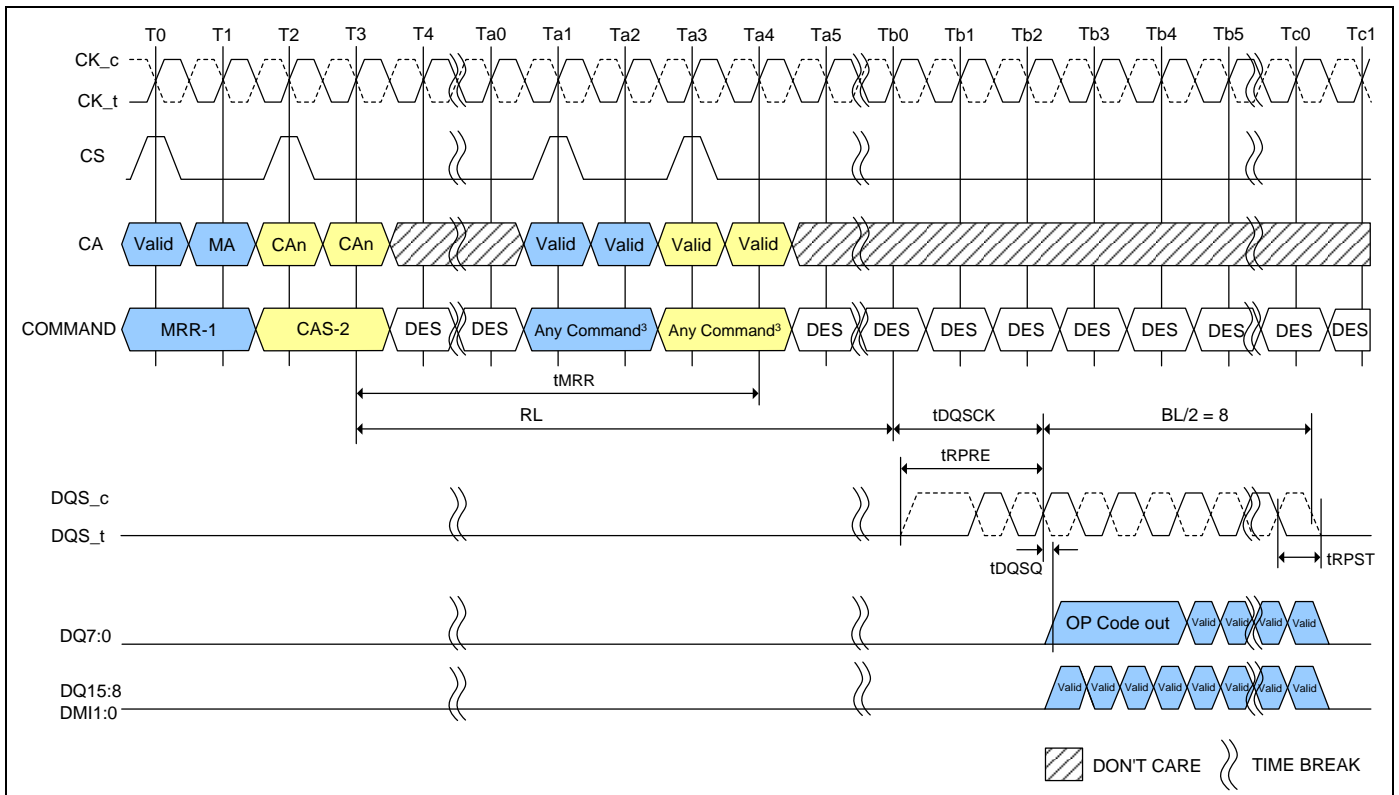 T0 T1 T2 T3 T4 Ta0 Ta1 Ta2 Ta3 Ta4 Ta5 Tb0 Tb1 Tb2 Tb3 Tb4 Tb5 Tc0 Tc1
CK_c
CK_t
CS
CA Valid MA CAn CAn Valid Valid Valid Valid
COMMAND MRR-1 CAS-2 DES DES Any Command³ Any Command³ DES DES DES DES DES DES DES DES DES
tMRR
RL tDQSCK BL/2 = 8
tRPRE
DQS_c
DQS_t
tDQSQ tRPST
DQ7:0 OP Code out Valid Valid Valid Valid
DQ15:8 Valid Valid Valid Valid Valid Valid Valid Valid
DMI1:0
DON'T CARE TIME BREAK